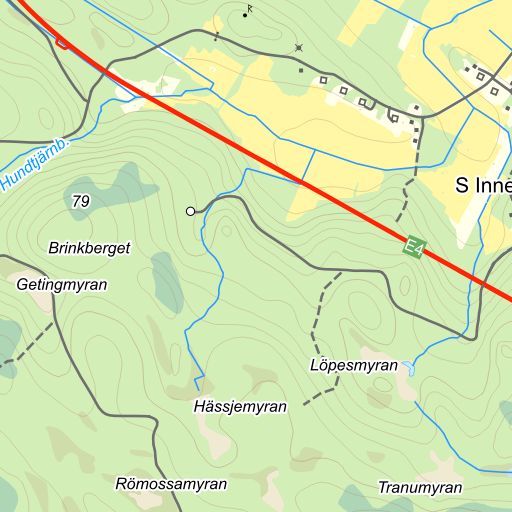 Hundtjärnb.
79
S Inne
Brinkberget
E4
Getingmyran
Löpesmyran
Hässjemyran
Römossamyran
Tranumyran